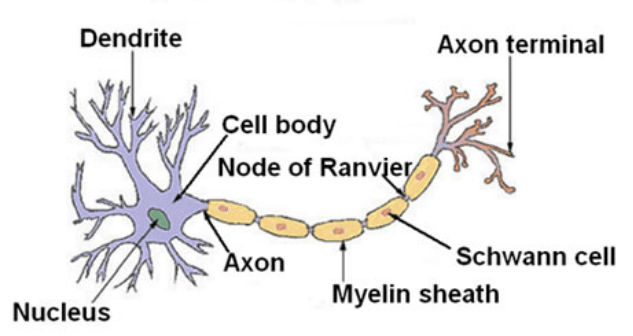 Dendrite
Axon terminal
Cell body
Node of Ranvier
Axon
Schwann cell
Myelin sheath
Nucleus